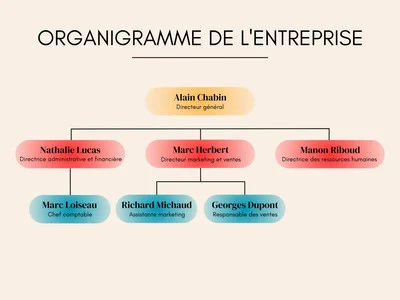 ORGANIGRAMME DE L'ENTREPRISE
Alain Chabin
Directeur général
Nathalie Lucas
Directrice administrative et financière
Marc Herbert
Directeur marketing et ventes
Manon Riboud
Directrice des ressources humaines
Marc Loiseau
Chef comptable
Richard Michaud
Assistante marketing
Georges Dupont
Responsable des ventes